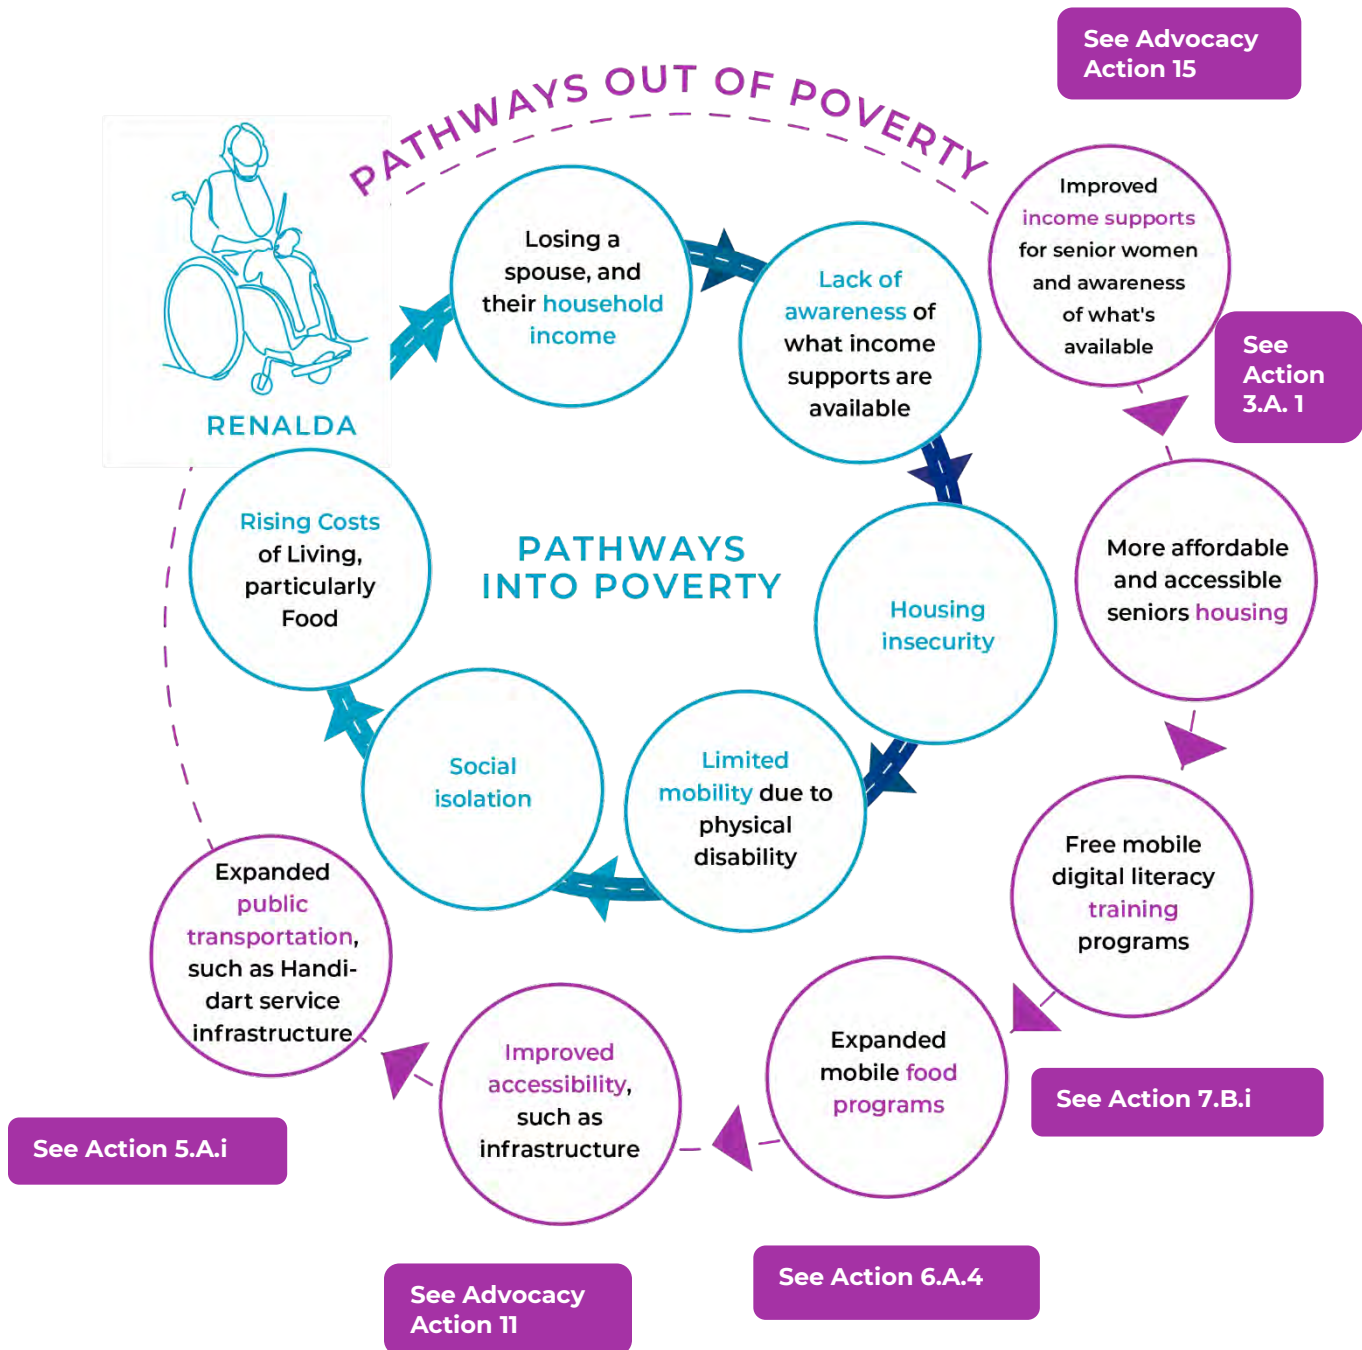 See Advocacy
Action 15
PATHWAYS OUT OF POVERTY
RENALDA
Losing a
spouse, and
their household
income
Lack of
awareness of
what income
supports are
available
Improved
income supports
for senior women
and awareness
of what's
available
See
Action
3.A. 1
Rising Costs
of Living,
particularly
Food
PATHWAYS
INTO POVERTY
Housing
insecurity
More affordable
and accessible
seniors housing
Social
isolation
Limited
mobility due to
physical
disability
Free mobile
digital literacy
training
programs
Expanded
public
transportation,
such as Handi-
dart service
infrastructure
Improved
accessibility,
such as
infrastructure
Expanded
mobile food
programs
See Action 7.B.i
See Action 5.A.i
See Advocacy
Action 11
See Action 6.A.4